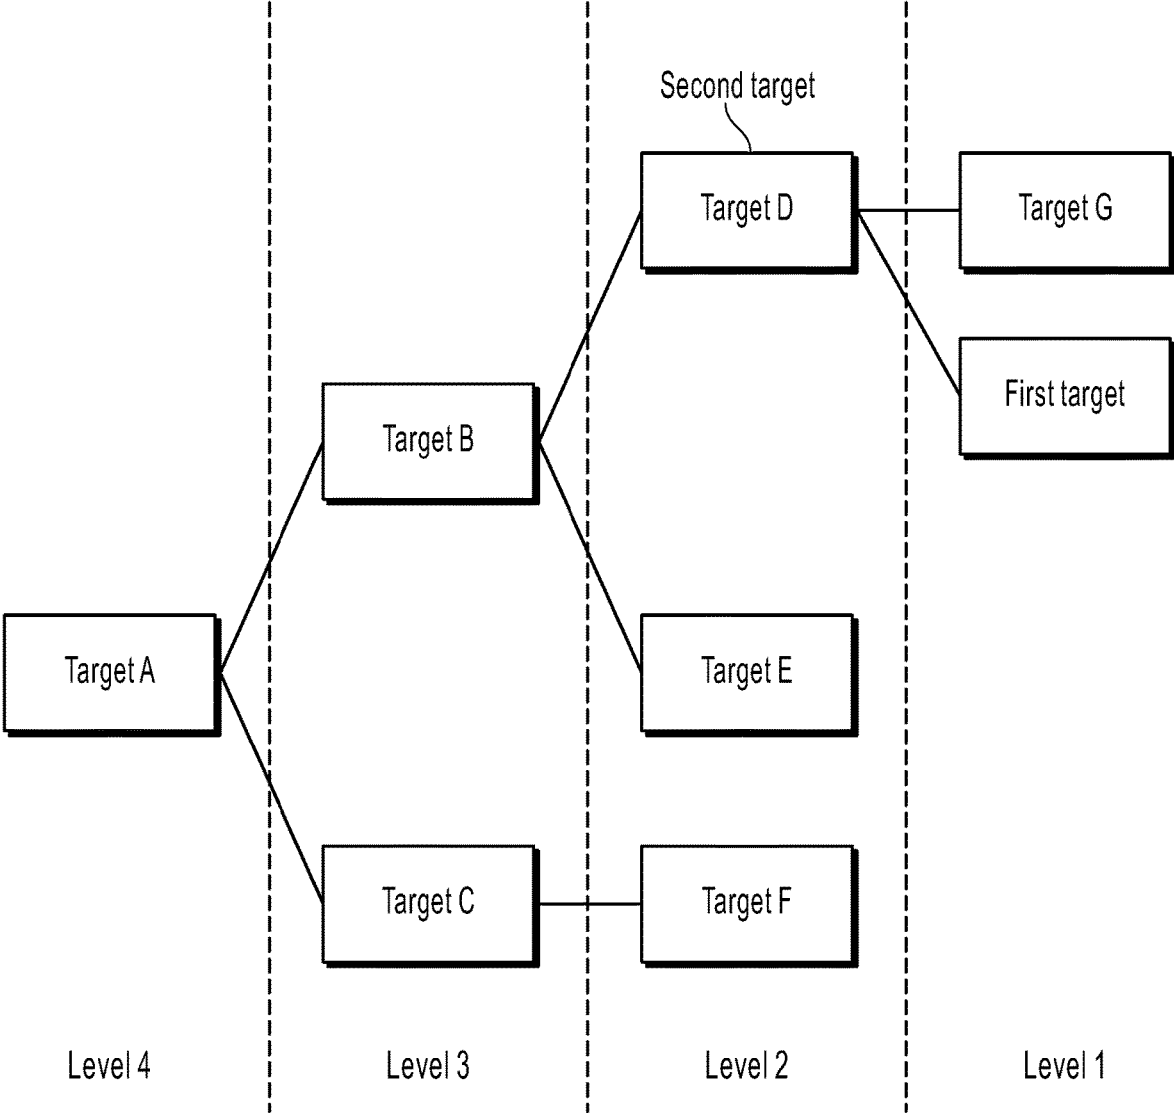 Second target
Target D
Target G
First target
Target B
Target A
Target E
Target C
Target F
Level 4
Level 3
Level 2
Level 1